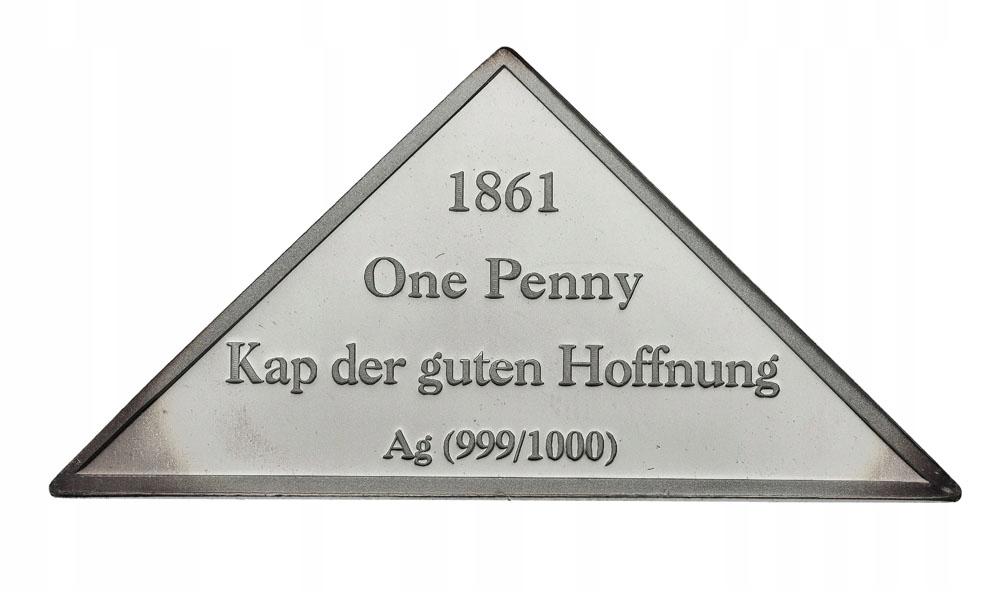 1861
One Penny
Kap der guten Hoffnung
Ag (999/1000)